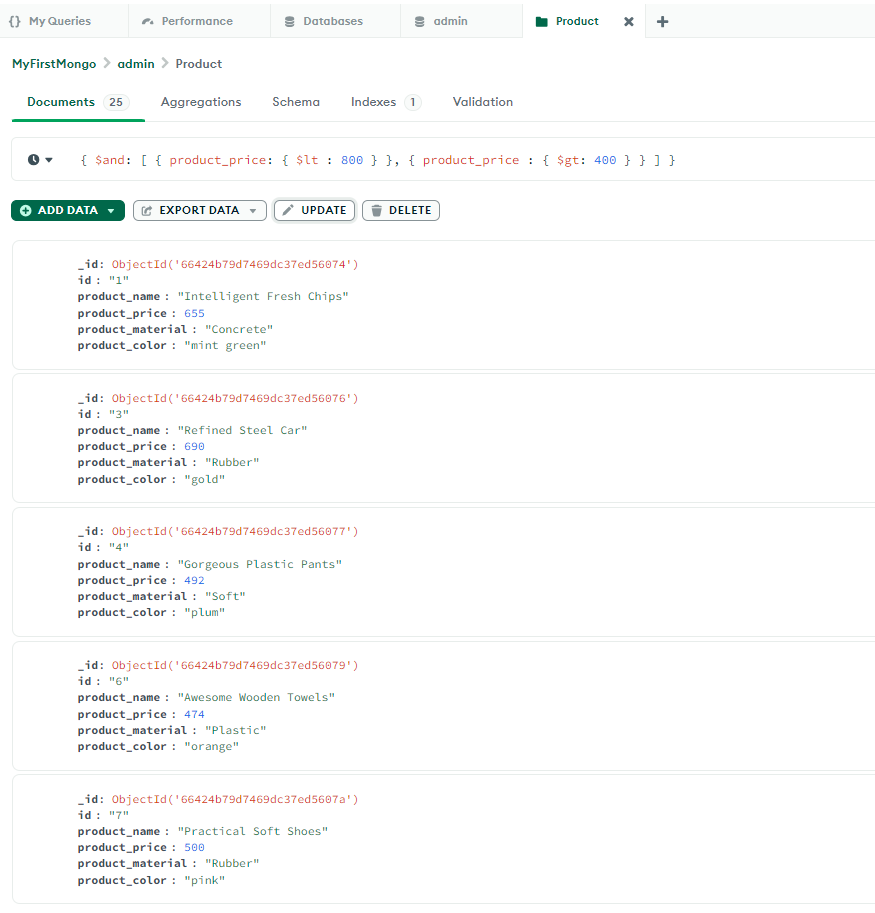 {} My Queries Performance Databases admin Product
MyFirstMongo > admin > Product
Documents 25 Aggregations Schema Indexes 1 Validation
{ $and: [ { product_price: { $lt : 800 } }, { product_price : { $gt: 400 } } ] }
ADD DATA EXPORT DATA UPDATE DELETE
_id: ObjectId('66424b79d7469dc37ed56074')
id : "1"
product_name : "Intelligent Fresh Chips"
product_price : 655
product_material : "Concrete"
product_color : "mint green"
_id: ObjectId('66424b79d7469dc37ed56076')
id : "3"
product_name : "Refined Steel Car"
product_price : 690
product_material : "Rubber"
product_color : "gold"
_id: ObjectId('66424b79d7469dc37ed56077')
id : "4"
product_name : "Gorgeous Plastic Pants"
product_price : 492
product_material : "Soft"
product_color : "plum"
_id: ObjectId('66424b79d7469dc37ed56079')
id : "6"
product_name : "Awesome Wooden Towels"
product_price : 474
product_material : "Plastic"
product_color : "orange"
_id: ObjectId('66424b79d7469dc37ed5607a')
id : "7"
product_name : "Practical Soft Shoes"
product_price : 500
product_material : "Rubber"
product_color : "pink"